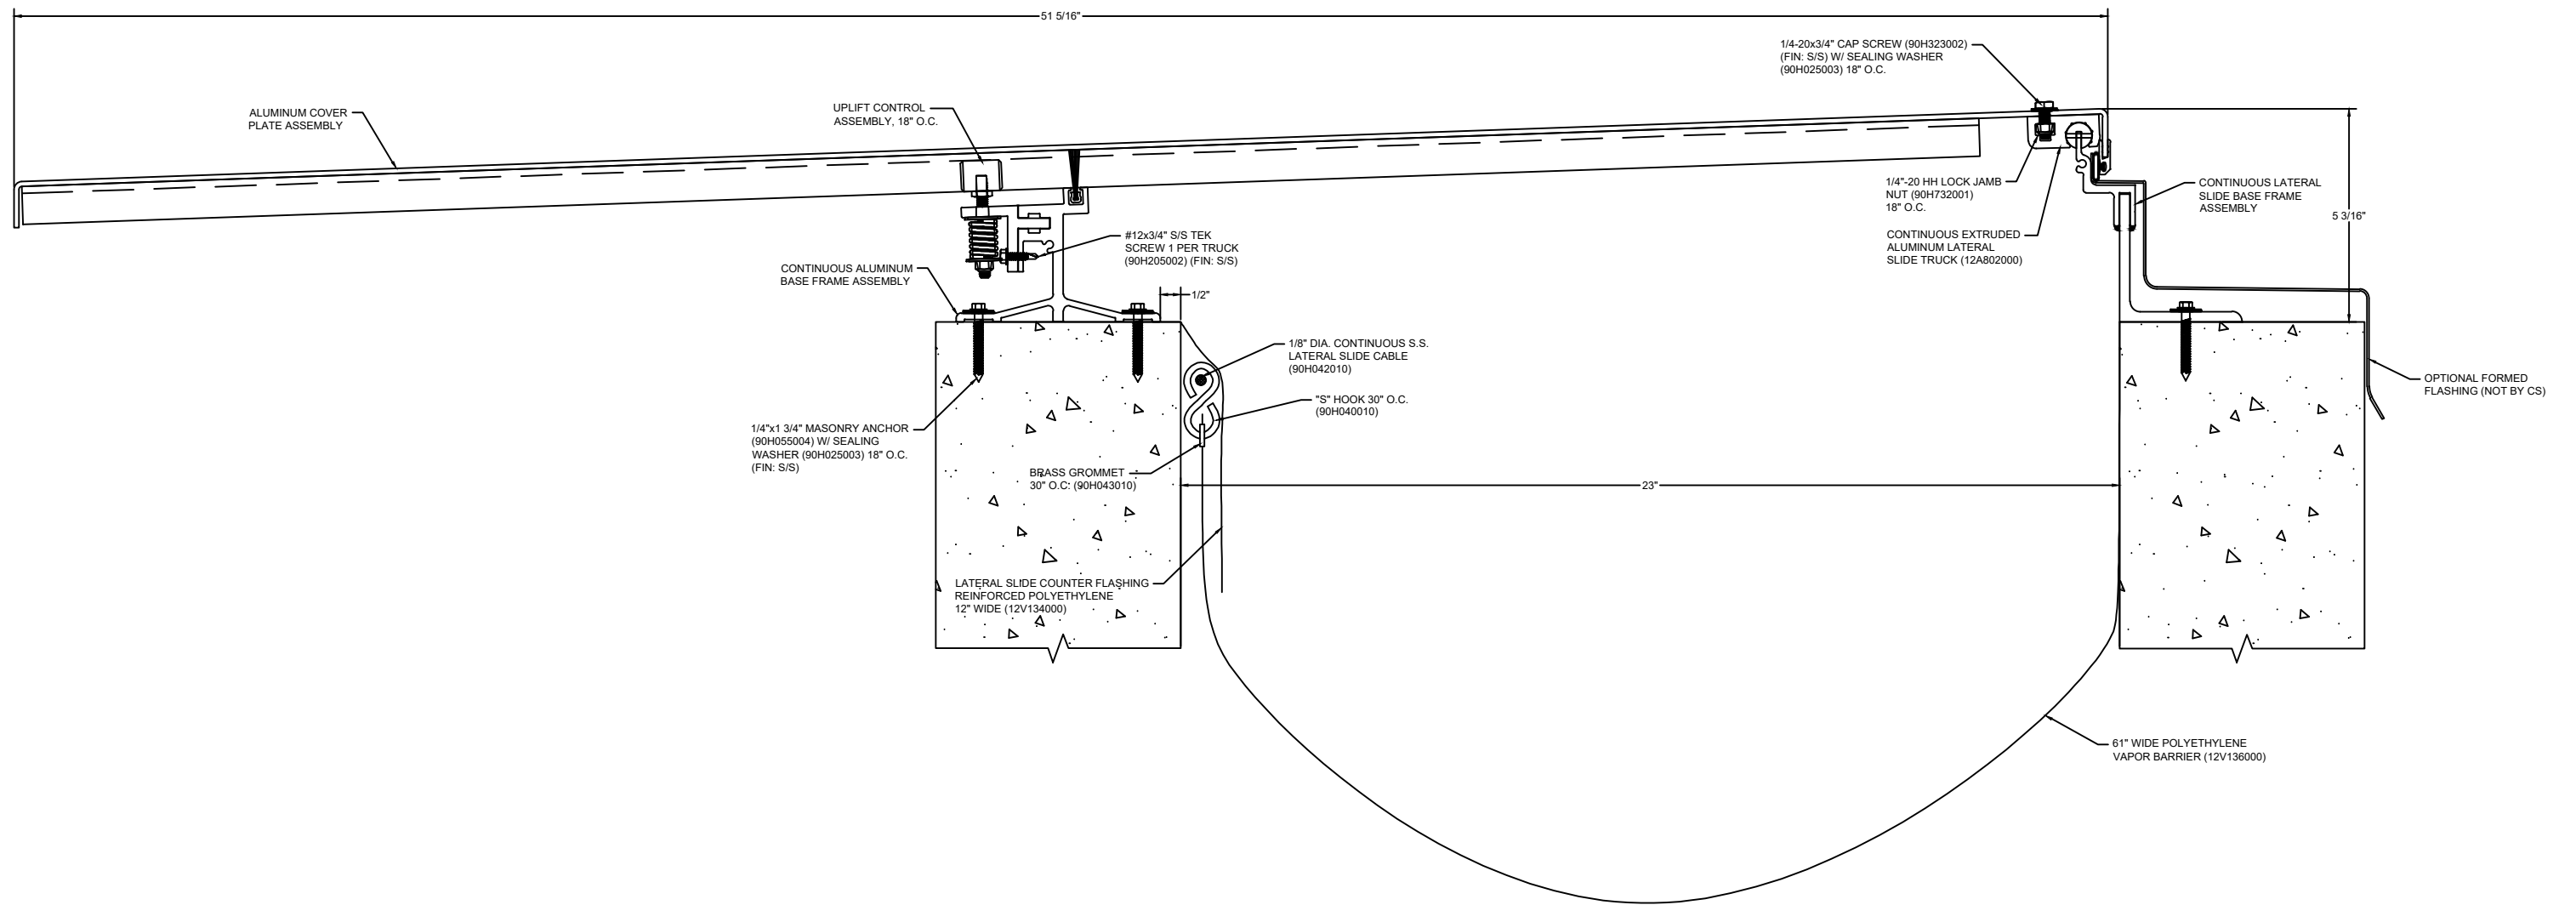 51 5/16"
1/4-20x3/4" CAP SCREW (90H323002)
(FIN: S/S) W/ SEALING WASHER
(90H025003) 18" O.C.
ALUMINUM COVER
PLATE ASSEMBLY
UPLIFT CONTROL
ASSEMBLY, 18" O.C.
1/4"-20 HH LOCK JAMB
NUT (90H732001)
18" O.C.
CONTINUOUS LATERAL
SLIDE BASE FRAME
ASSEMBLY
5 3/16"
#12x3/4" S/S TEK
SCREW 1 PER TRUCK
(90H205002) (FIN: S/S)
CONTINUOUS EXTRUDED
ALUMINUM LATERAL
SLIDE TRUCK (12A802000)
CONTINUOUS ALUMINUM
BASE FRAME ASSEMBLY
1/2"
1/8" DIA. CONTINUOUS S.S.
LATERAL SLIDE CABLE
(90H042010)
OPTIONAL FORMED
FLASHING (NOT BY CS)
"S" HOOK 30" O.C.
(90H040010)
1/4"x1 3/4" MASONRY ANCHOR
(90H055004) W/ SEALING
WASHER (90H025003) 18" O.C.
(FIN: S/S)
BRASS GROMMET
30" O.C. (90H043010)
23"
LATERAL SLIDE COUNTER FLASHING
REINFORCED POLYETHYLENE
12" WIDE (12V134000)
61" WIDE POLYETHYLENE
VAPOR BARRIER (12V136000)